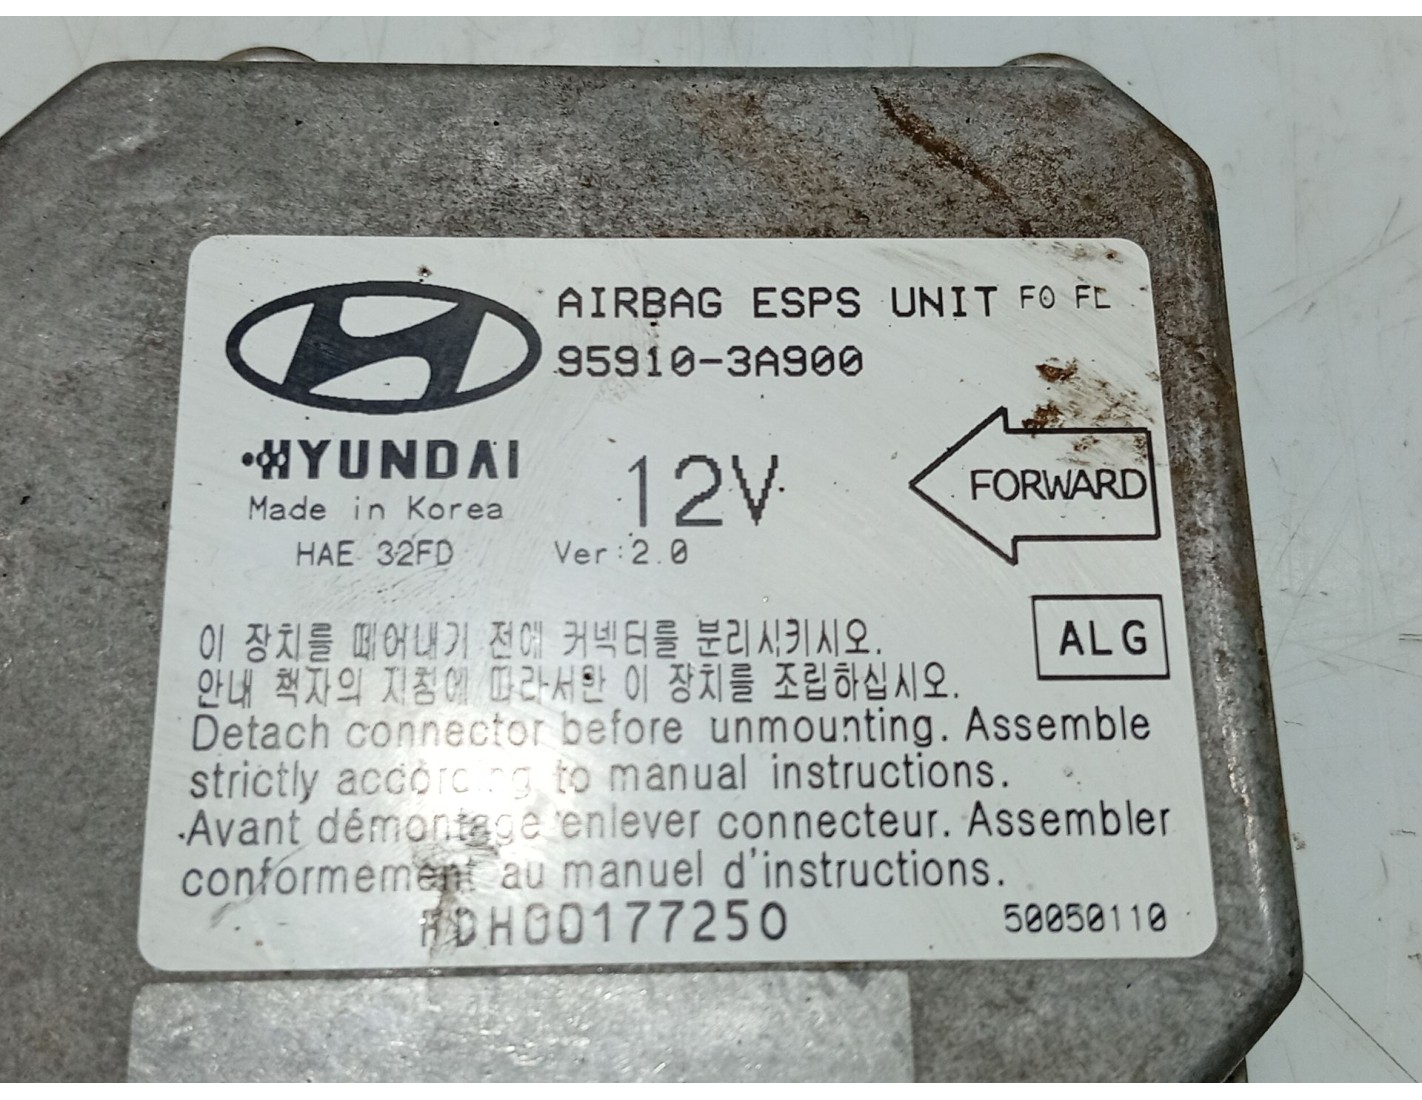 AIRBAG ESPS UNIT FO FL
95910-3A900
HYUNDAI
12V
FORWARD
Made in Korea
HAE 32FD
Ver:2.0
이 장치를 떼어내기 전에 커넥터를 분리시키시오.
ALG
안내 책자의 지침에 따라서만 이 장치를 조립하십시오.
Detach connector before unmounting. Assemble
strictly according to manual instructions.
Avant démontage enlever connecteur. Assembler
conformement au manuel d'instructions.
DH00177250
50050110